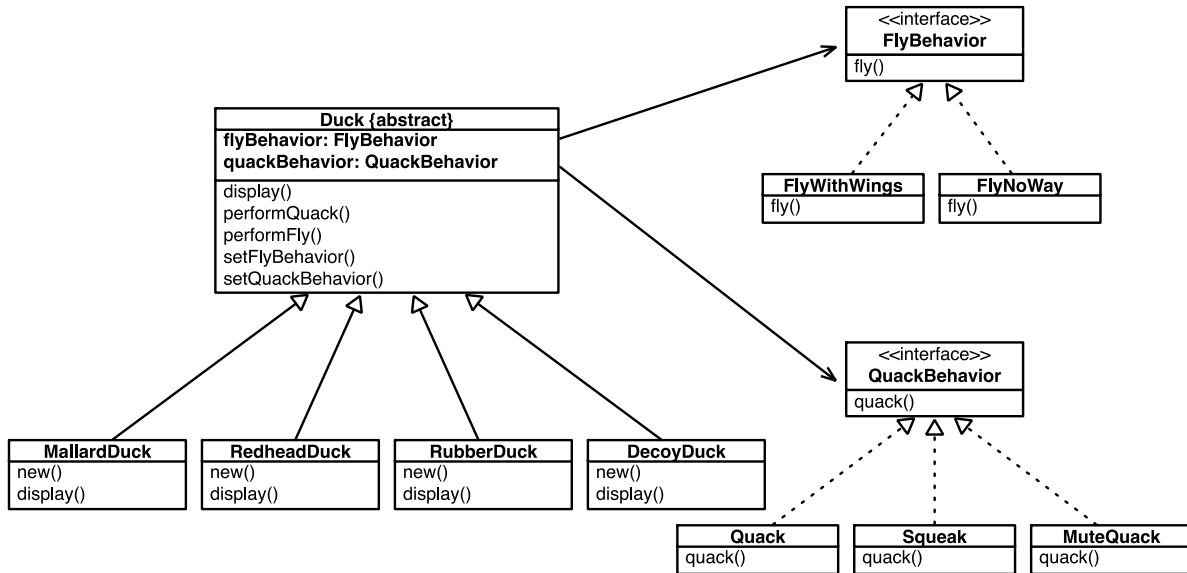 <<interface>>
FlyBehavior
fly()
Duck {abstract}
flyBehavior: FlyBehavior
quackBehavior: QuackBehavior
display()
performQuack()
performFly()
setFlyBehavior()
setQuackBehavior()
FlyWithWings
fly()
FlyNoWay
fly()
<<interface>>
QuackBehavior
quack()
MallardDuck
new()
display()
RedheadDuck
new()
display()
RubberDuck
new()
display()
DecoyDuck
new()
display()
Quack
quack()
Squeak
quack()
MuteQuack
quack()